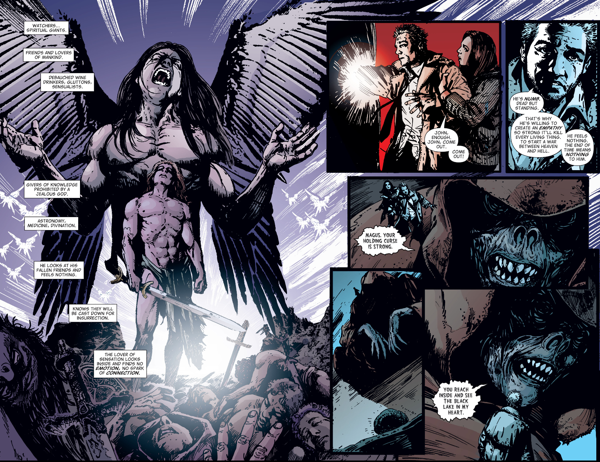 WATCHERS...
SPIRITUAL GIANTS.
FRIENDS AND LOVERS
OF MANKIND.
DEBAUCHED WINE
DRINKERS, GLUTTONS,
SENSUALISTS.
GIVERS OF KNOWLEDGE
PROHIBITED BY A
JEALOUS GOD.
ASTRONOMY,
MEDICINE, DIVINATION.
HE LOOKS AT HIS
FALLEN FRIENDS AND
FEELS NOTHING.
KNOWS THEY WILL
BE CAST DOWN FOR
INSURRECTION.
THE LOVER OF
SENSATION LOOKS
INSIDE AND FINDS NO
EMOTION, NO SPARK
OF CONNECTION.
JOHN,
ENOUGH.
JOHN, COME
OUT.
COME
OUT!
HE'S NUMB.
DEAD BUT
STANDING.
THAT'S WHY
HE'S WILLING TO
CREATE AN EMPATHY
SO STRONG IT'LL KILL
EVERY LIVING THING.
TO START A WAR
BETWEEN HEAVEN
AND HELL.
HE FEELS
NOTHING.
THE END OF
TIME MEANS
NOTHING
TO HIM.
MAGUS, YOUR
HOLDING CURSE
IS STRONG.
YOU REACH
INSIDE AND SEE
THE BLACK
LAKE IN MY
HEART.